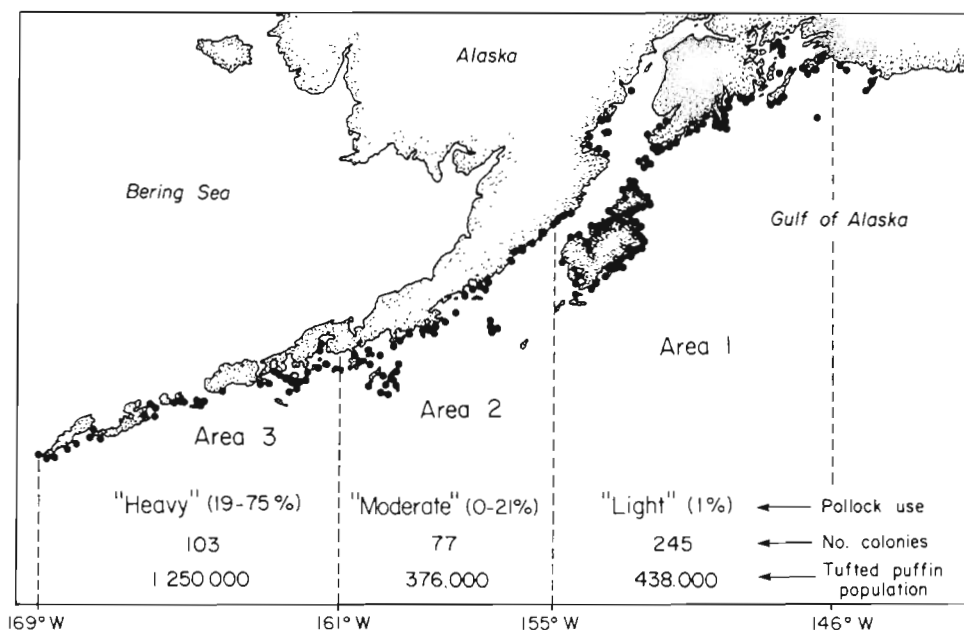 Alaska
Bering Sea
Gulf of Alaska
Area 1
Area 2
Area 3
"Heavy" (19-75%) "Moderate" (0-21%) "Light" (1%) Pollock use
103 77 245 No. colonies
1 250 000 376.000 438.000 Tufted puffin
population
169° W 161° W 155° W 146° W